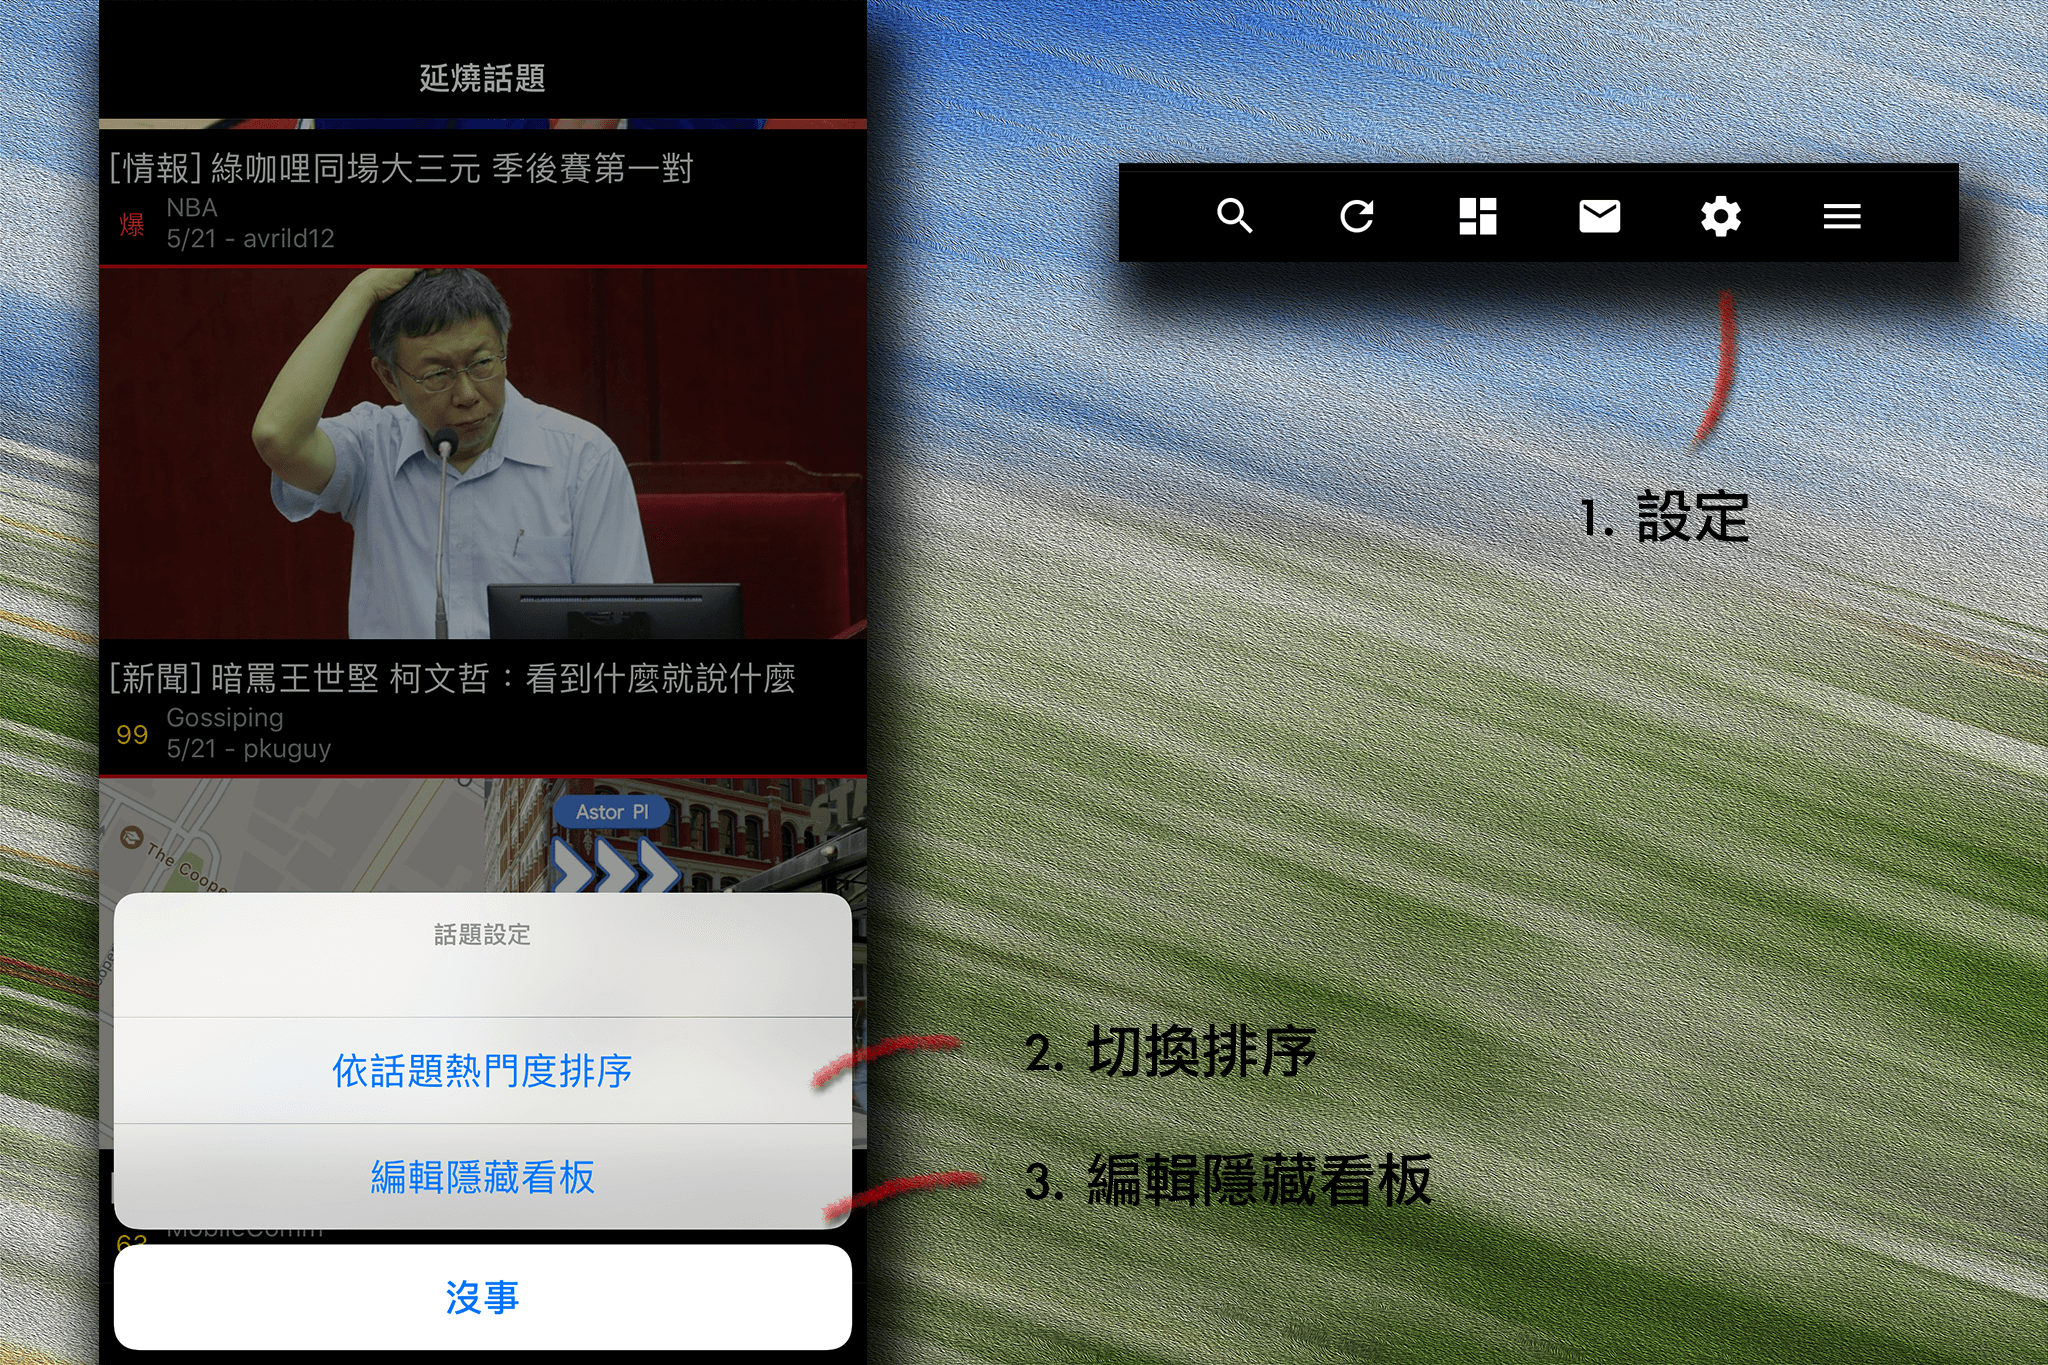 延燒話題
[情報] 綠咖哩同場大三元 季後賽第一對
爆
NBA
5/21 - avrild12
[新聞] 暗罵王世堅 柯文哲：看到什麼就說什麼
99
Gossiping
5/21 - pkuguy
Astor Pl
The Coope
話題設定
依話題熱門度排序
編輯隱藏看板
63
MobileComm
沒事
1. 設定
2. 切換排序
3. 編輯隱藏看板